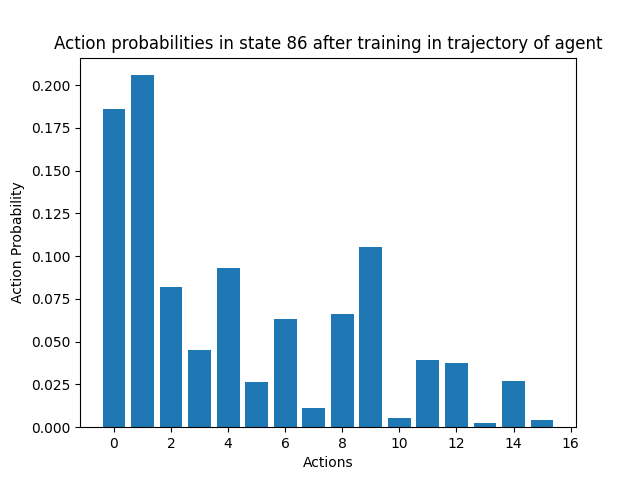 Action probabilities in state 86 after training in trajectory of agent
0.200
0.175
0.150
0.125
0.100
0.075
0.050
0.025
0.000
Action Probability
0 2 4 6 8 10 12 14 16
Actions